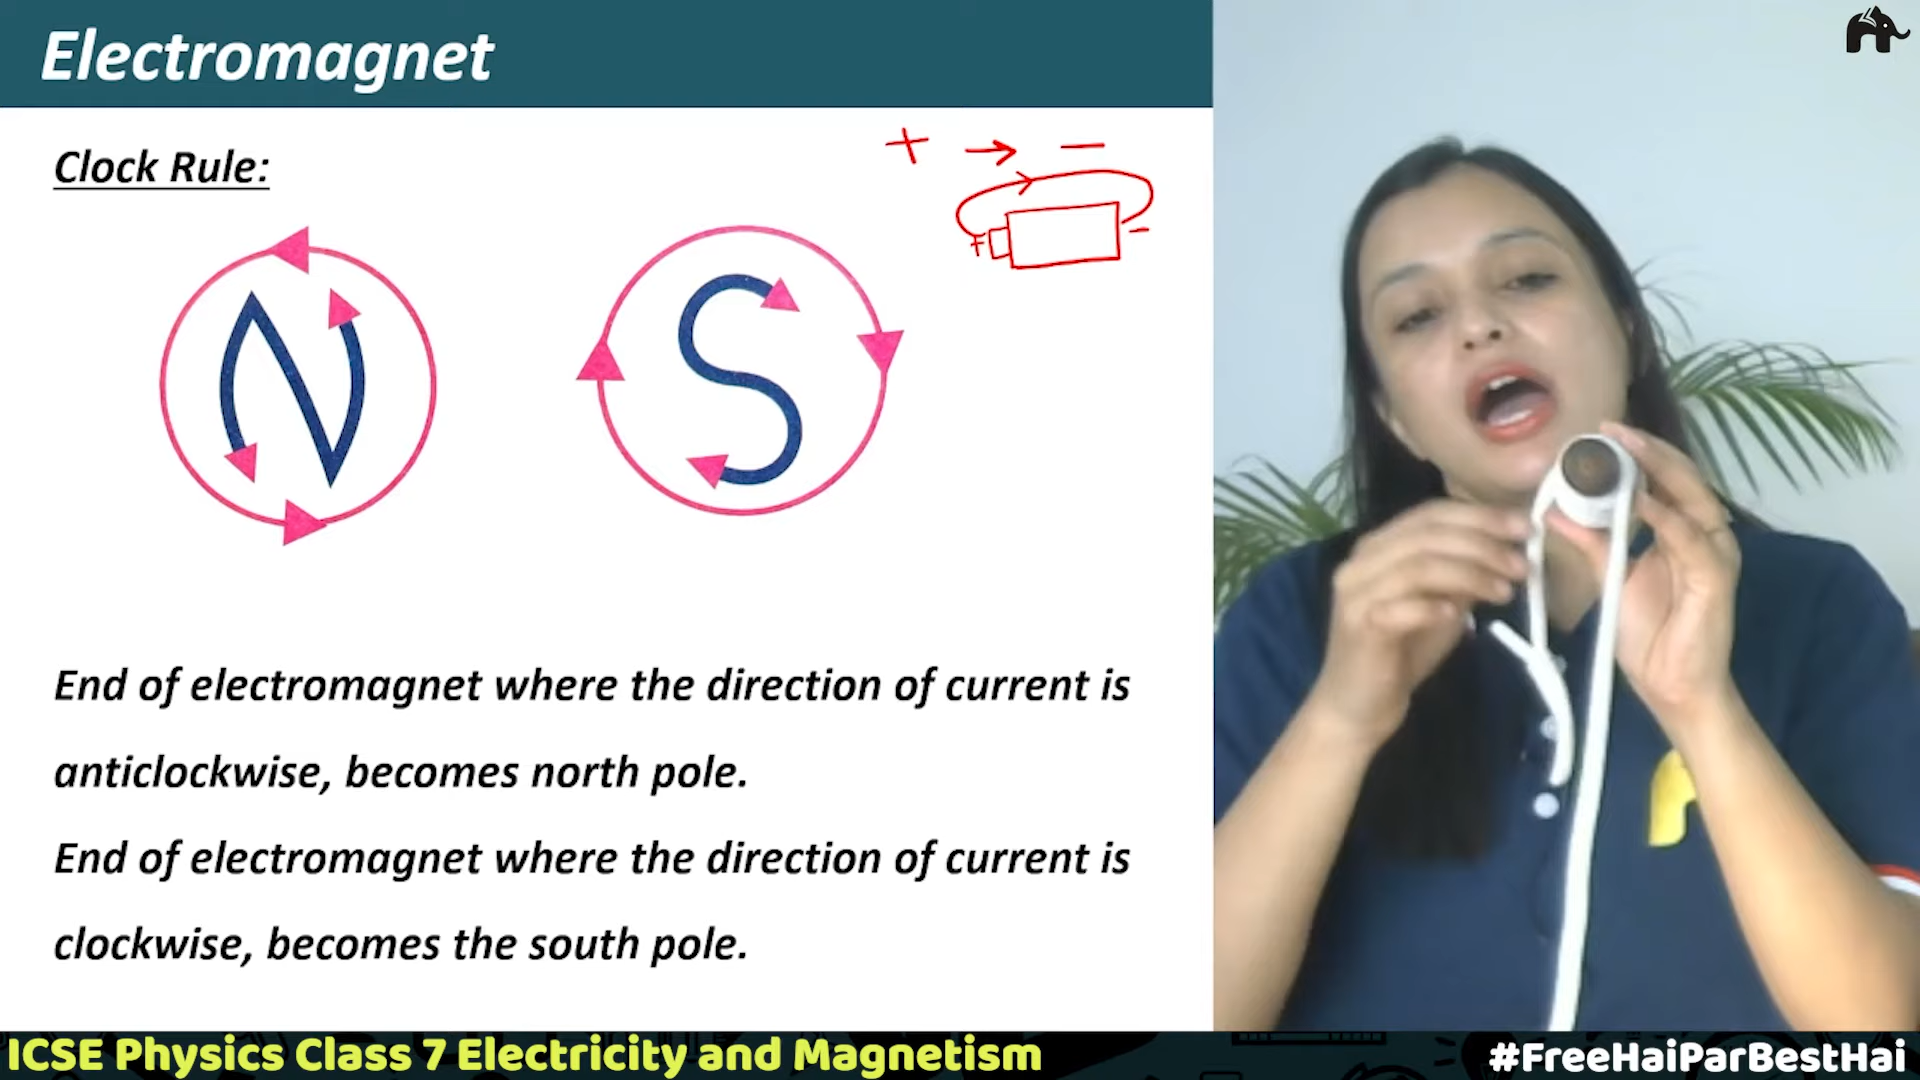 Electromagnet
Clock Rule:
+ → −
+ −
N S
End of electromagnet where the direction of current is
anticlockwise, becomes north pole.
End of electromagnet where the direction of current is
clockwise, becomes the south pole.
ICSE Physics Class 7 Electricity and Magnetism
#FreeHaiParBestHai